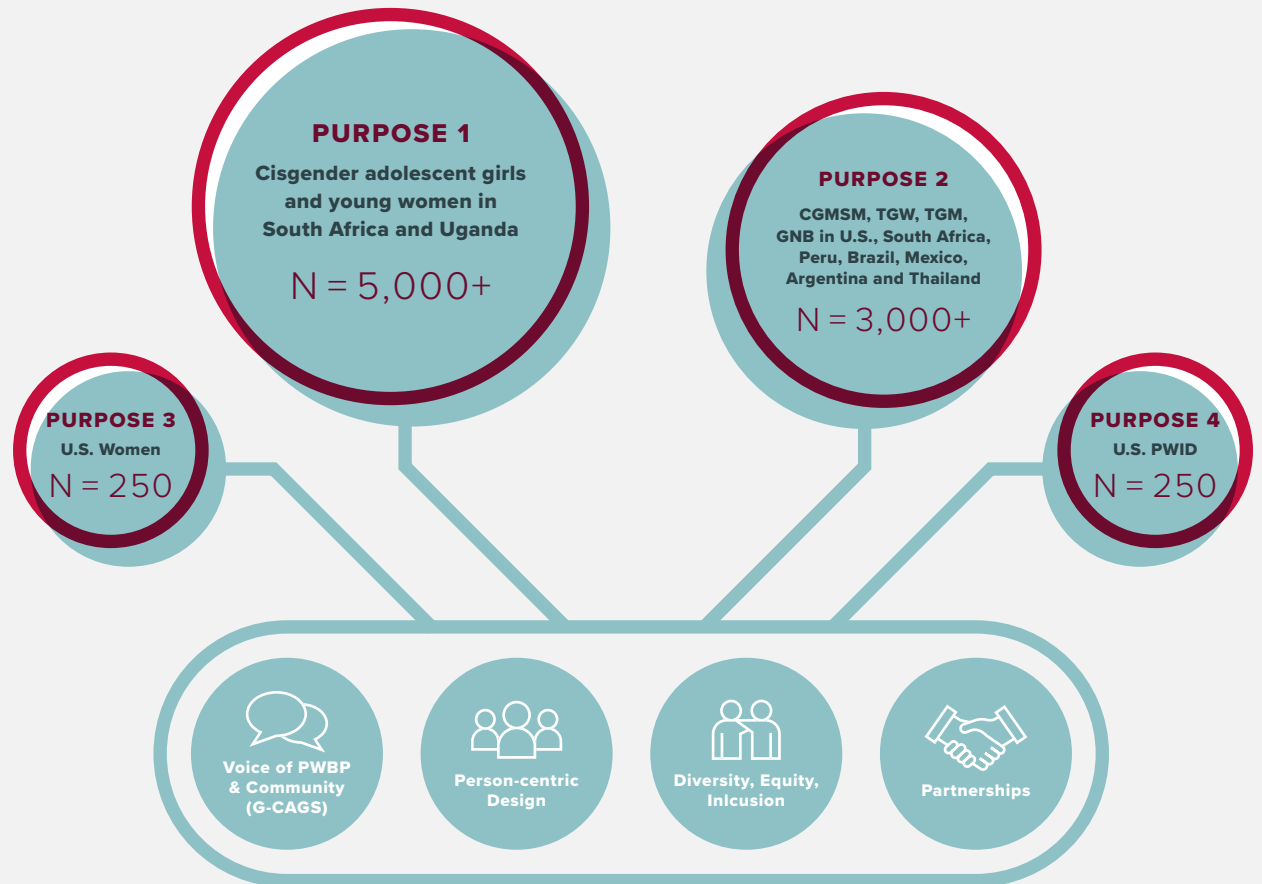 PURPOSE 1
Cisgender adolescent girls
and young women in
South Africa and Uganda
N = 5,000+
PURPOSE 2
CGMSM, TGW, TGM,
GNB in U.S., South Africa,
Peru, Brazil, Mexico,
Argentina and Thailand
N = 3,000+
PURPOSE 3
U.S. Women
N = 250
PURPOSE 4
U.S. PWID
N = 250
Voice of PWBP
& Community
(G-CAGS)
Person-centric
Design
Diversity, Equity,
Inlcusion
Partnerships